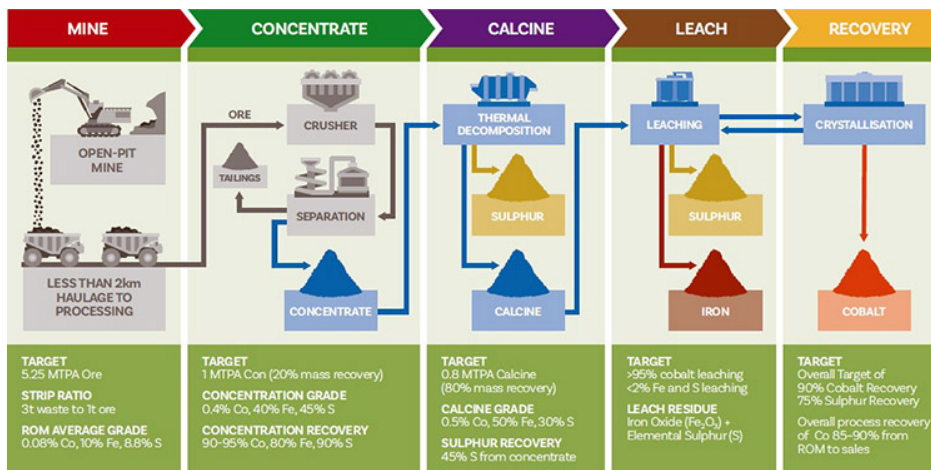 MINE
CONCENTRATE
CALCINE
LEACH
RECOVERY
OPEN-PIT
MINE
LESS THAN 2km
HAULAGE TO
PROCESSING
ORE
CRUSHER
TAILINGS
SEPARATION
CONCENTRATE
THERMAL
DECOMPOSITION
SULPHUR
CALCINE
LEACHING
SULPHUR
IRON
CRYSTALLISATION
COBALT
TARGET
5.25 MTPA Ore
STRIP RATIO
3t waste to 1t ore
ROM AVERAGE GRADE
0.08% Co, 10% Fe, 8.8% S
TARGET
1 MTPA Con (20% mass recovery)
CONCENTRATION GRADE
0.4% Co, 40% Fe, 45% S
CONCENTRATION RECOVERY
90-95% Co, 80% Fe, 90% S
TARGET
0.8 MTPA Calcine
(80% mass recovery)
CALCINE GRADE
0.5% Co, 50% Fe, 30% S
SULPHUR RECOVERY
45% S from concentrate
TARGET
>95% cobalt leaching
<2% Fe and S leaching
LEACH RESIDUE
Iron Oxide (Fe₂O₃) +
Elemental Sulphur (S)
TARGET
Overall Target of
90% Cobalt Recovery
75% Sulphur Recovery
Overall process recovery
of Co 85-90% from
ROM to sales